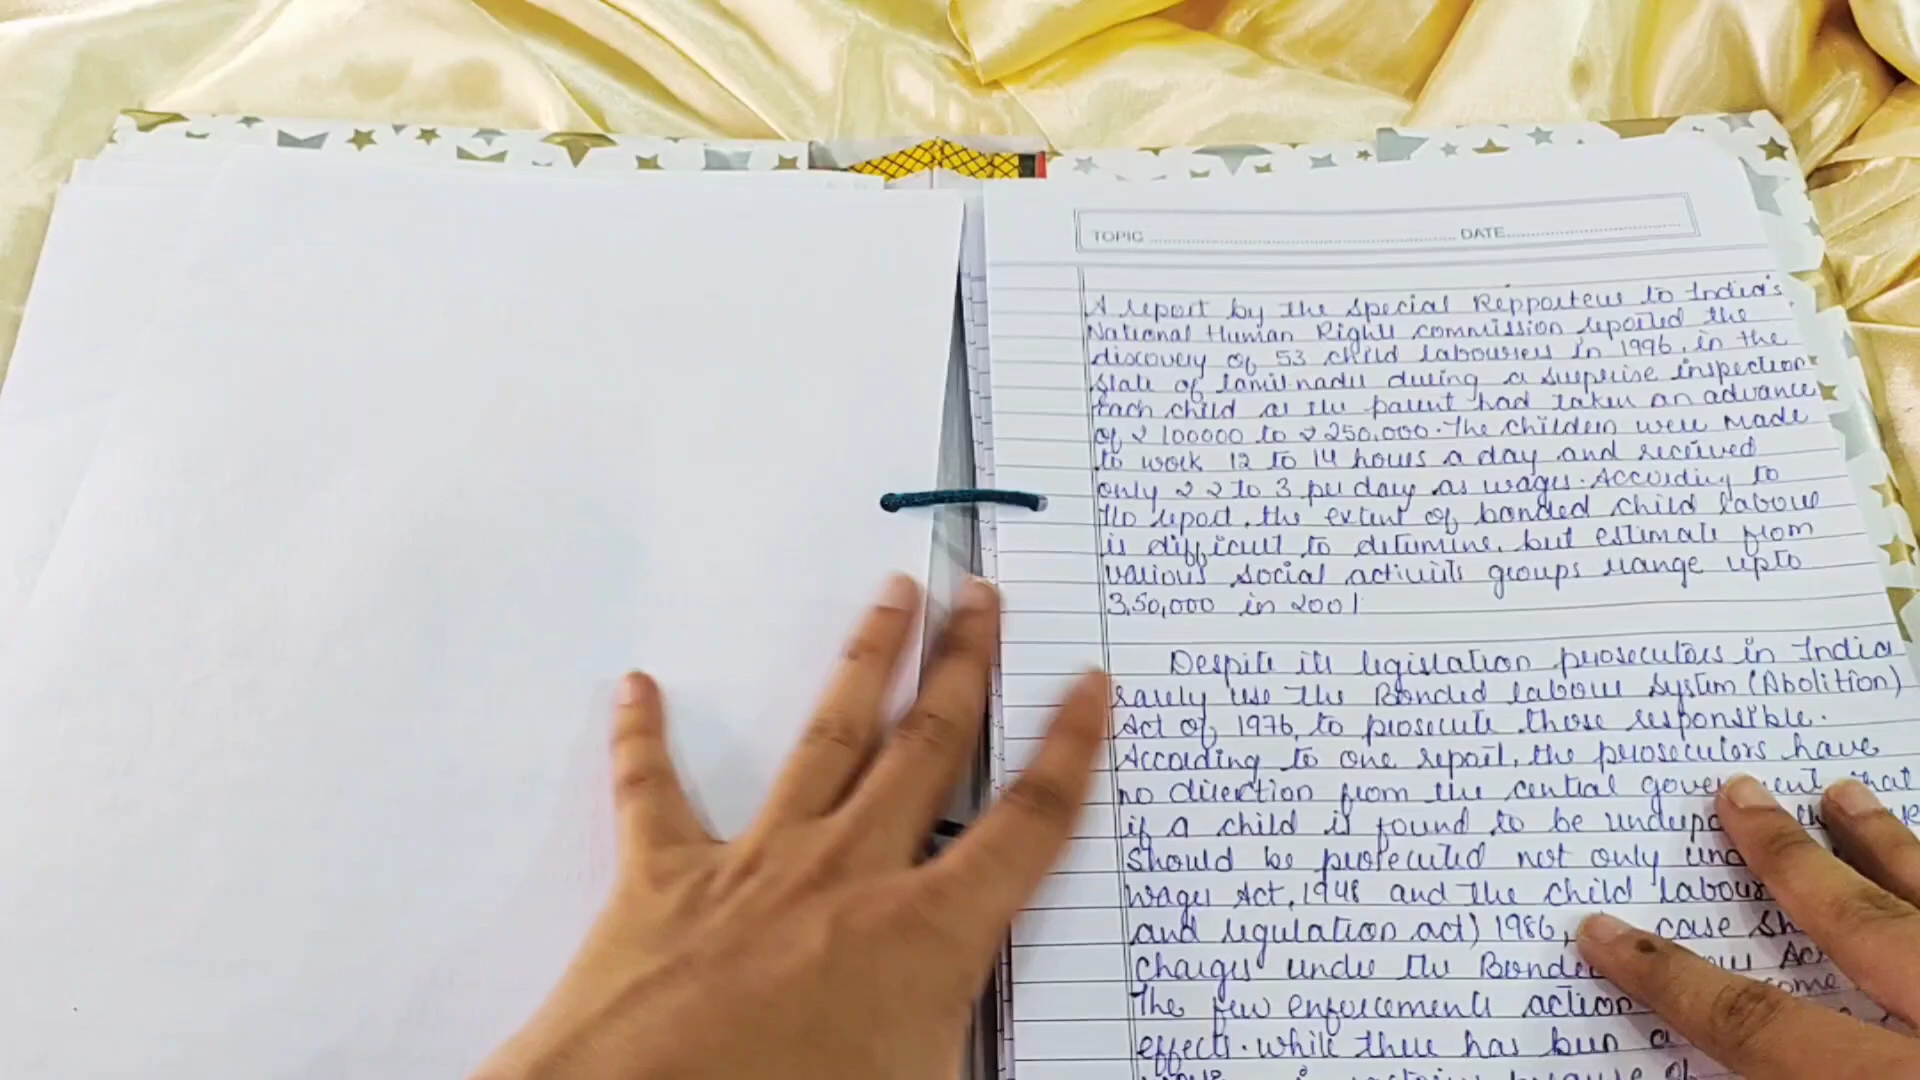 TOPIC ........ DATE........
A report by the special Repporteur to India's
National Human Rights commission reported the
discovery of 53 child labourers in 1996, in the
state of Tamil nadu during a surprise inspection
Each child as the parent had taken an advance
of ₹ 100000 to ₹ 250,000. The children were made
to work 12 to 14 hours a day and received
only ₹ 2 to 3 per day as wages. According to
report, the extent of bonded child labour
is difficult to determine, but estimate from
various social groups range upto
3,50,000 in 2001
Despite its legislation prosecutors in India
rarely use the Bonded labour system (Abolition)
Act of 1976, to prosecute those responsible.
According to one report, the prosecutors have
no direction from the central government that
if a child is found to be
should be prosecuted not only
wages Act, 1948 and the child labour
and regulation act) 1986, case
charges under the
The few enforcements action
effects. while there has been a
because of